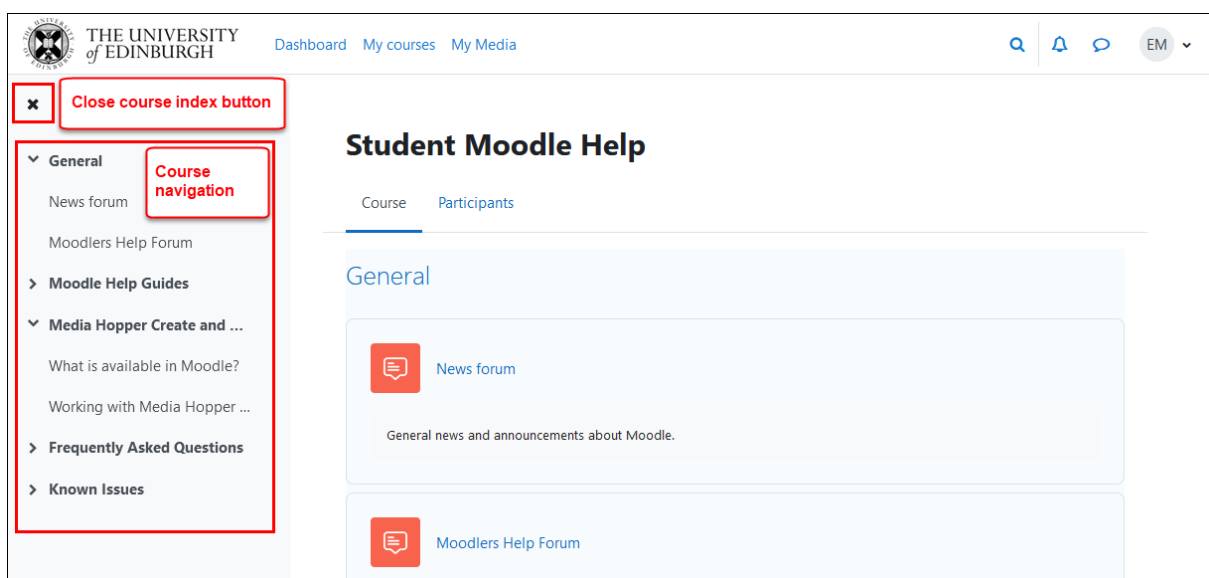 THE UNIVERSITY
of EDINBURGH
Dashboard My courses My Media
EM
Close course index button
General
Course
navigation
News forum
Moodlers Help Forum
Moodle Help Guides
Media Hopper Create and ...
What is available in Moodle?
Working with Media Hopper ...
Frequently Asked Questions
Known Issues
Student Moodle Help
Course Participants
General
News forum
General news and announcements about Moodle.
Moodlers Help Forum